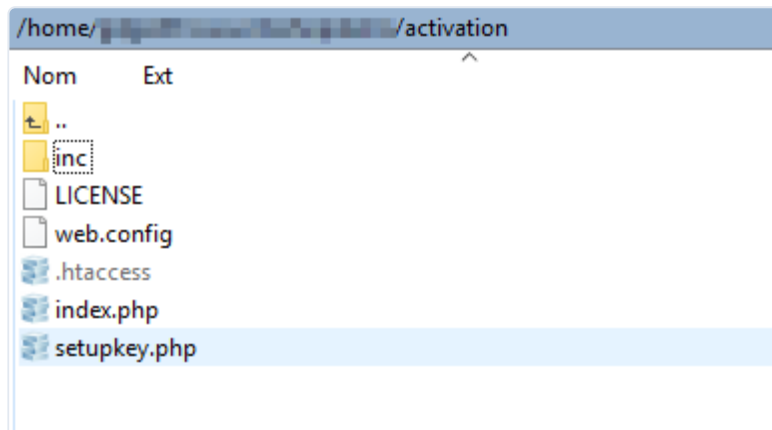 /home/ /activation
Nom Ext
..
inc
LICENSE
web.config
.htaccess
index.php
setupkey.php